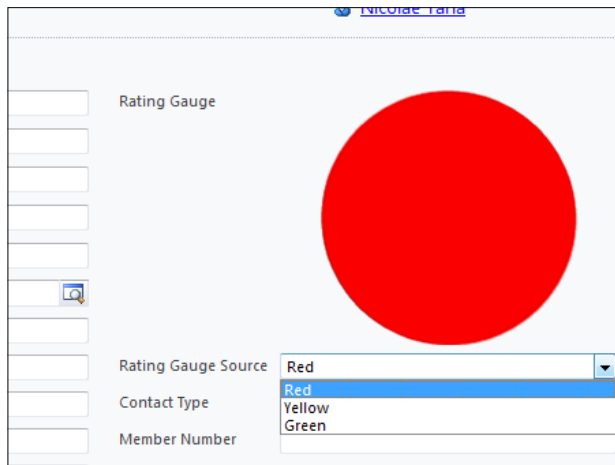 Nicolae Tarla
Rating Gauge
Rating Gauge Source Red
Red
Contact Type Yellow
Green
Member Number